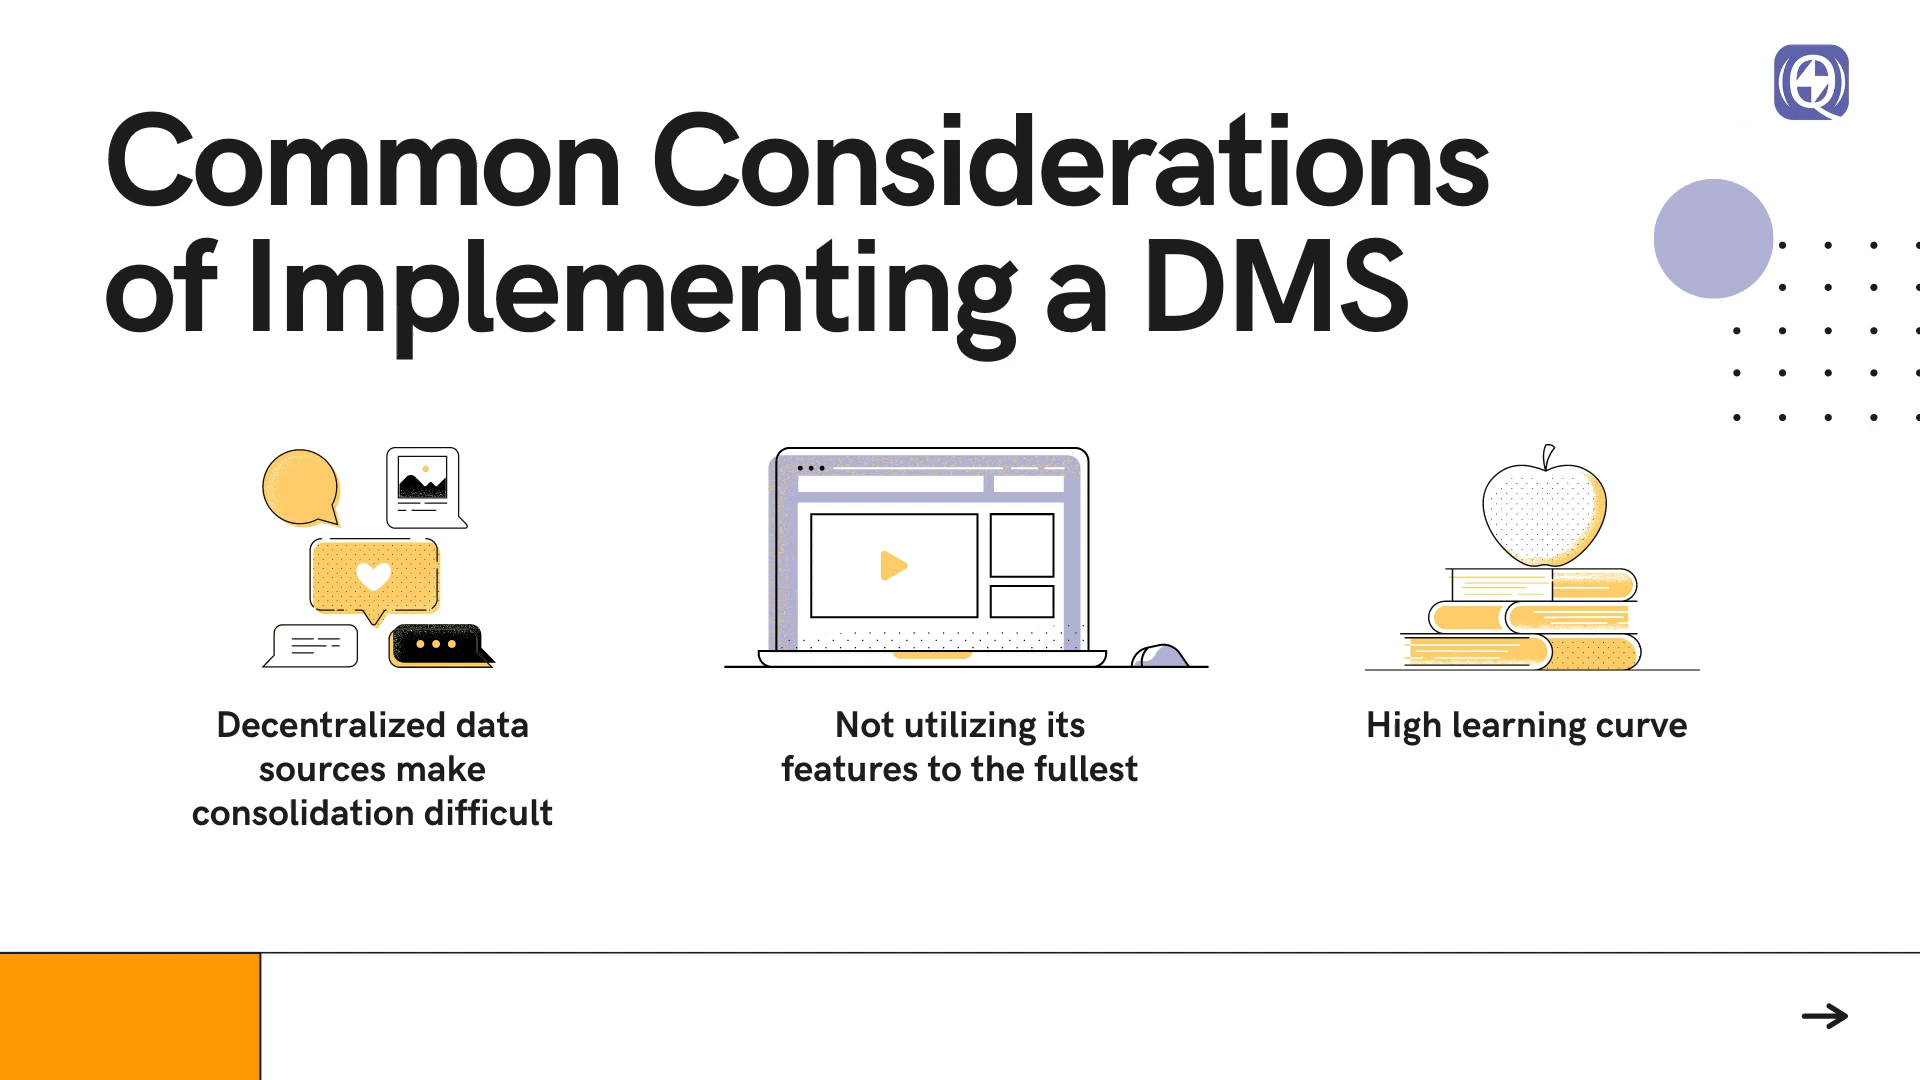 Common Considerations
of Implementing a DMS
Decentralized data
sources make
consolidation difficult
Not utilizing its
features to the fullest
High learning curve